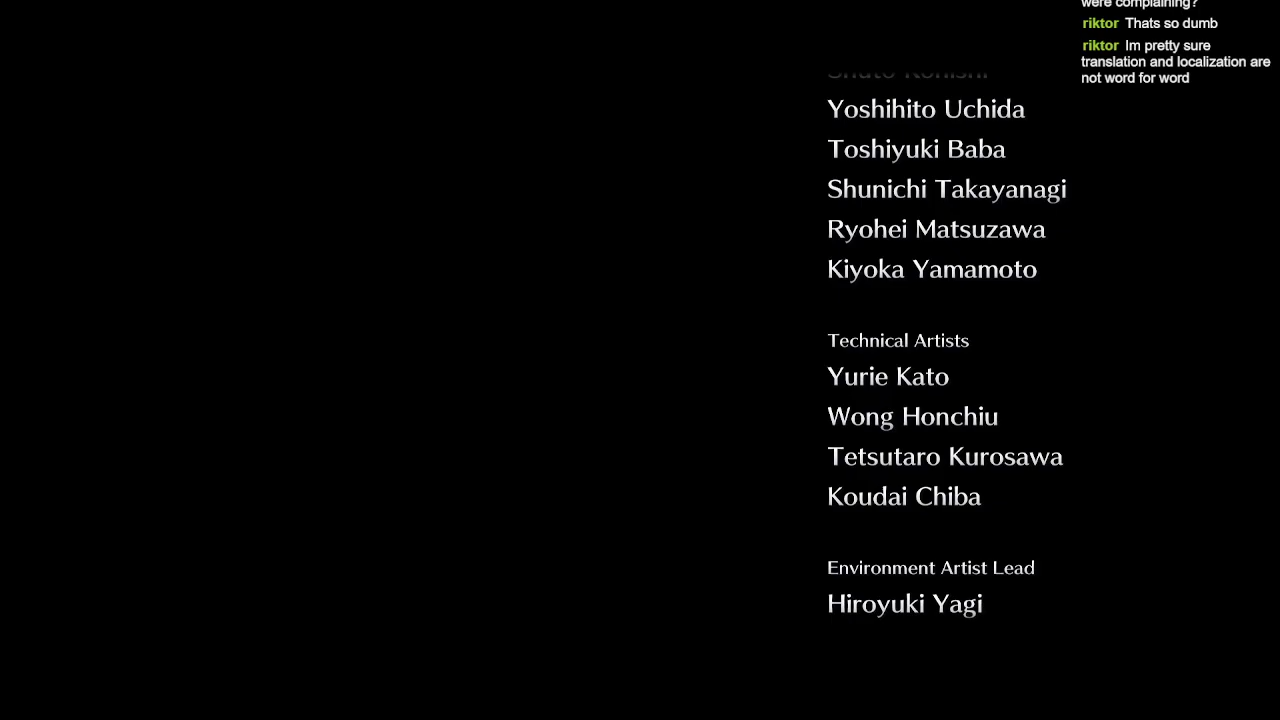 were complaining?
riktor Thats so dumb
riktor Im pretty sure
translation and localization are
not word for word
Yoshihito Uchida
Toshiyuki Baba
Shunichi Takayanagi
Ryohei Matsuzawa
Kiyoka Yamamoto
Technical Artists
Yurie Kato
Wong Honchiu
Tetsutaro Kurosawa
Koudai Chiba
Environment Artist Lead
Hiroyuki Yagi